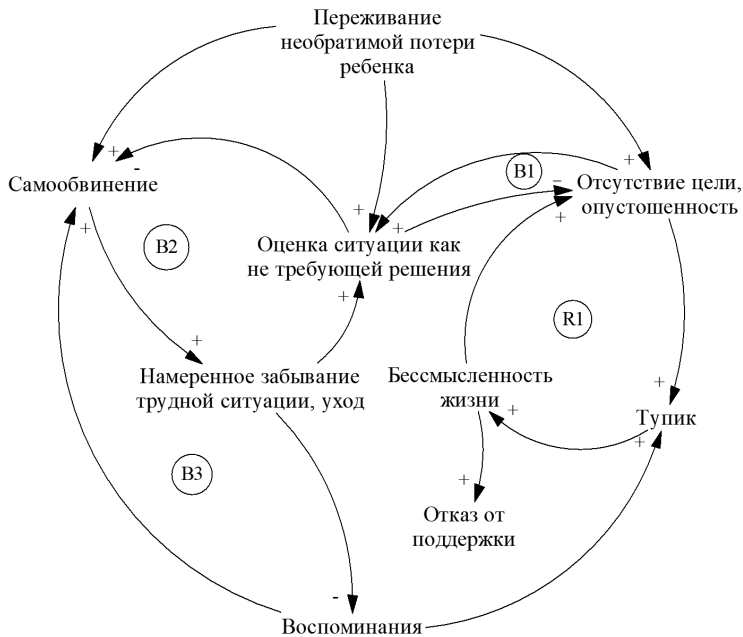 Переживание
необратимой потери
ребенка
+
-
+
B1
-
Самообвинение
Отсутствие цели,
опустошенность
+
+
+
+
B2
Оценка ситуации как
не требующей решения
+
R1
+
Намеренное забывание
трудной ситуации, уход
Бессмысленность
жизни
+
+
Тупик
+
B3
+
Отказ от
поддержки
-
Воспоминания